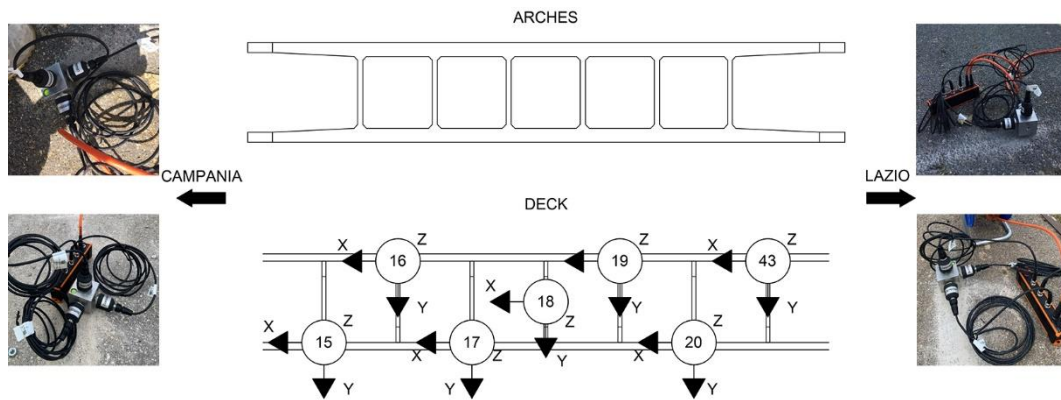 ARCHES
CAMPANIA
LAZIO
DECK
X 16 Z X 19 Z X 43 Z
X 18 Z
Y Y Y
X 15 Z X 17 Z Y X 20 Z
Y Y Y